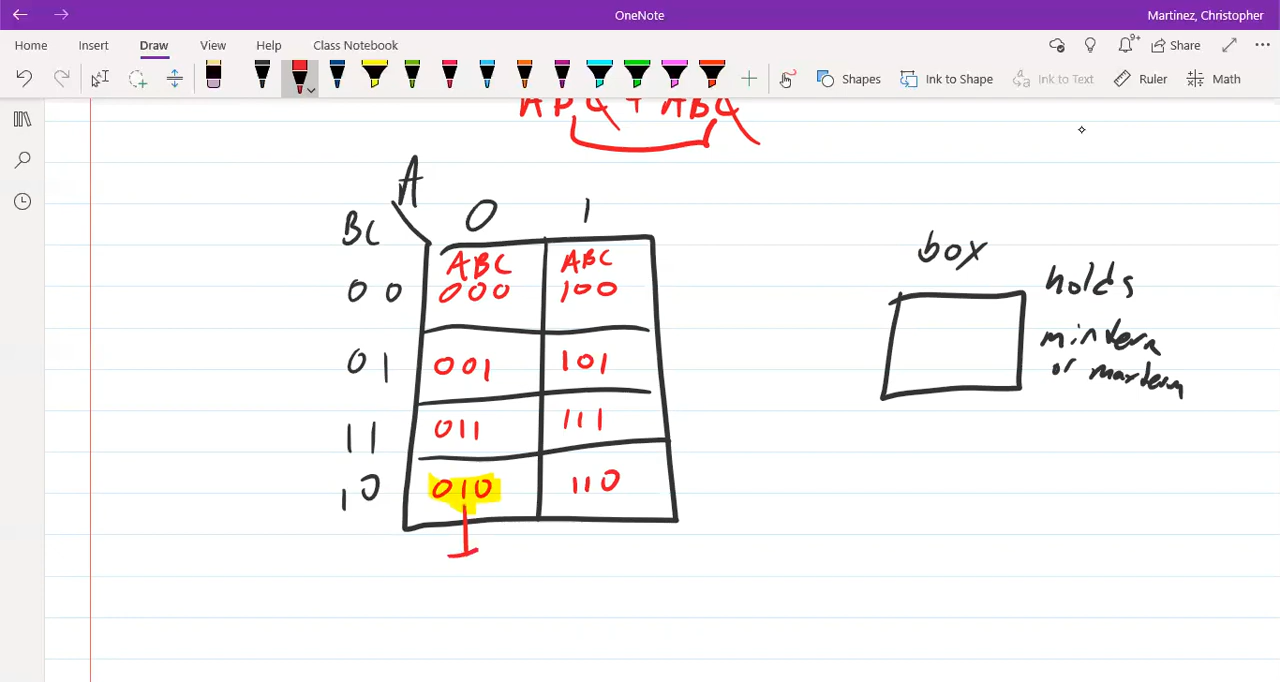 OneNote
Martínez, Christopher
Home Insert Draw View Help Class Notebook
Share
Shapes Ink to Shape Ink to Text Ruler Math
A
BC 0 1
box
holds
minterm
or maxterm
ABC ABC
00 000 100
01 001 101
11 011 111
10 010 110